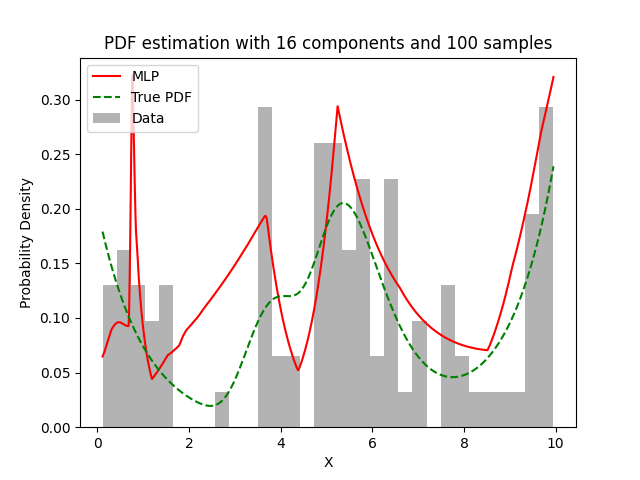 PDF estimation with 16 components and 100 samples
MLP
True PDF
Data
Probability Density
0.30
0.25
0.20
0.15
0.10
0.05
0.00
0 2 4 6 8 10
X